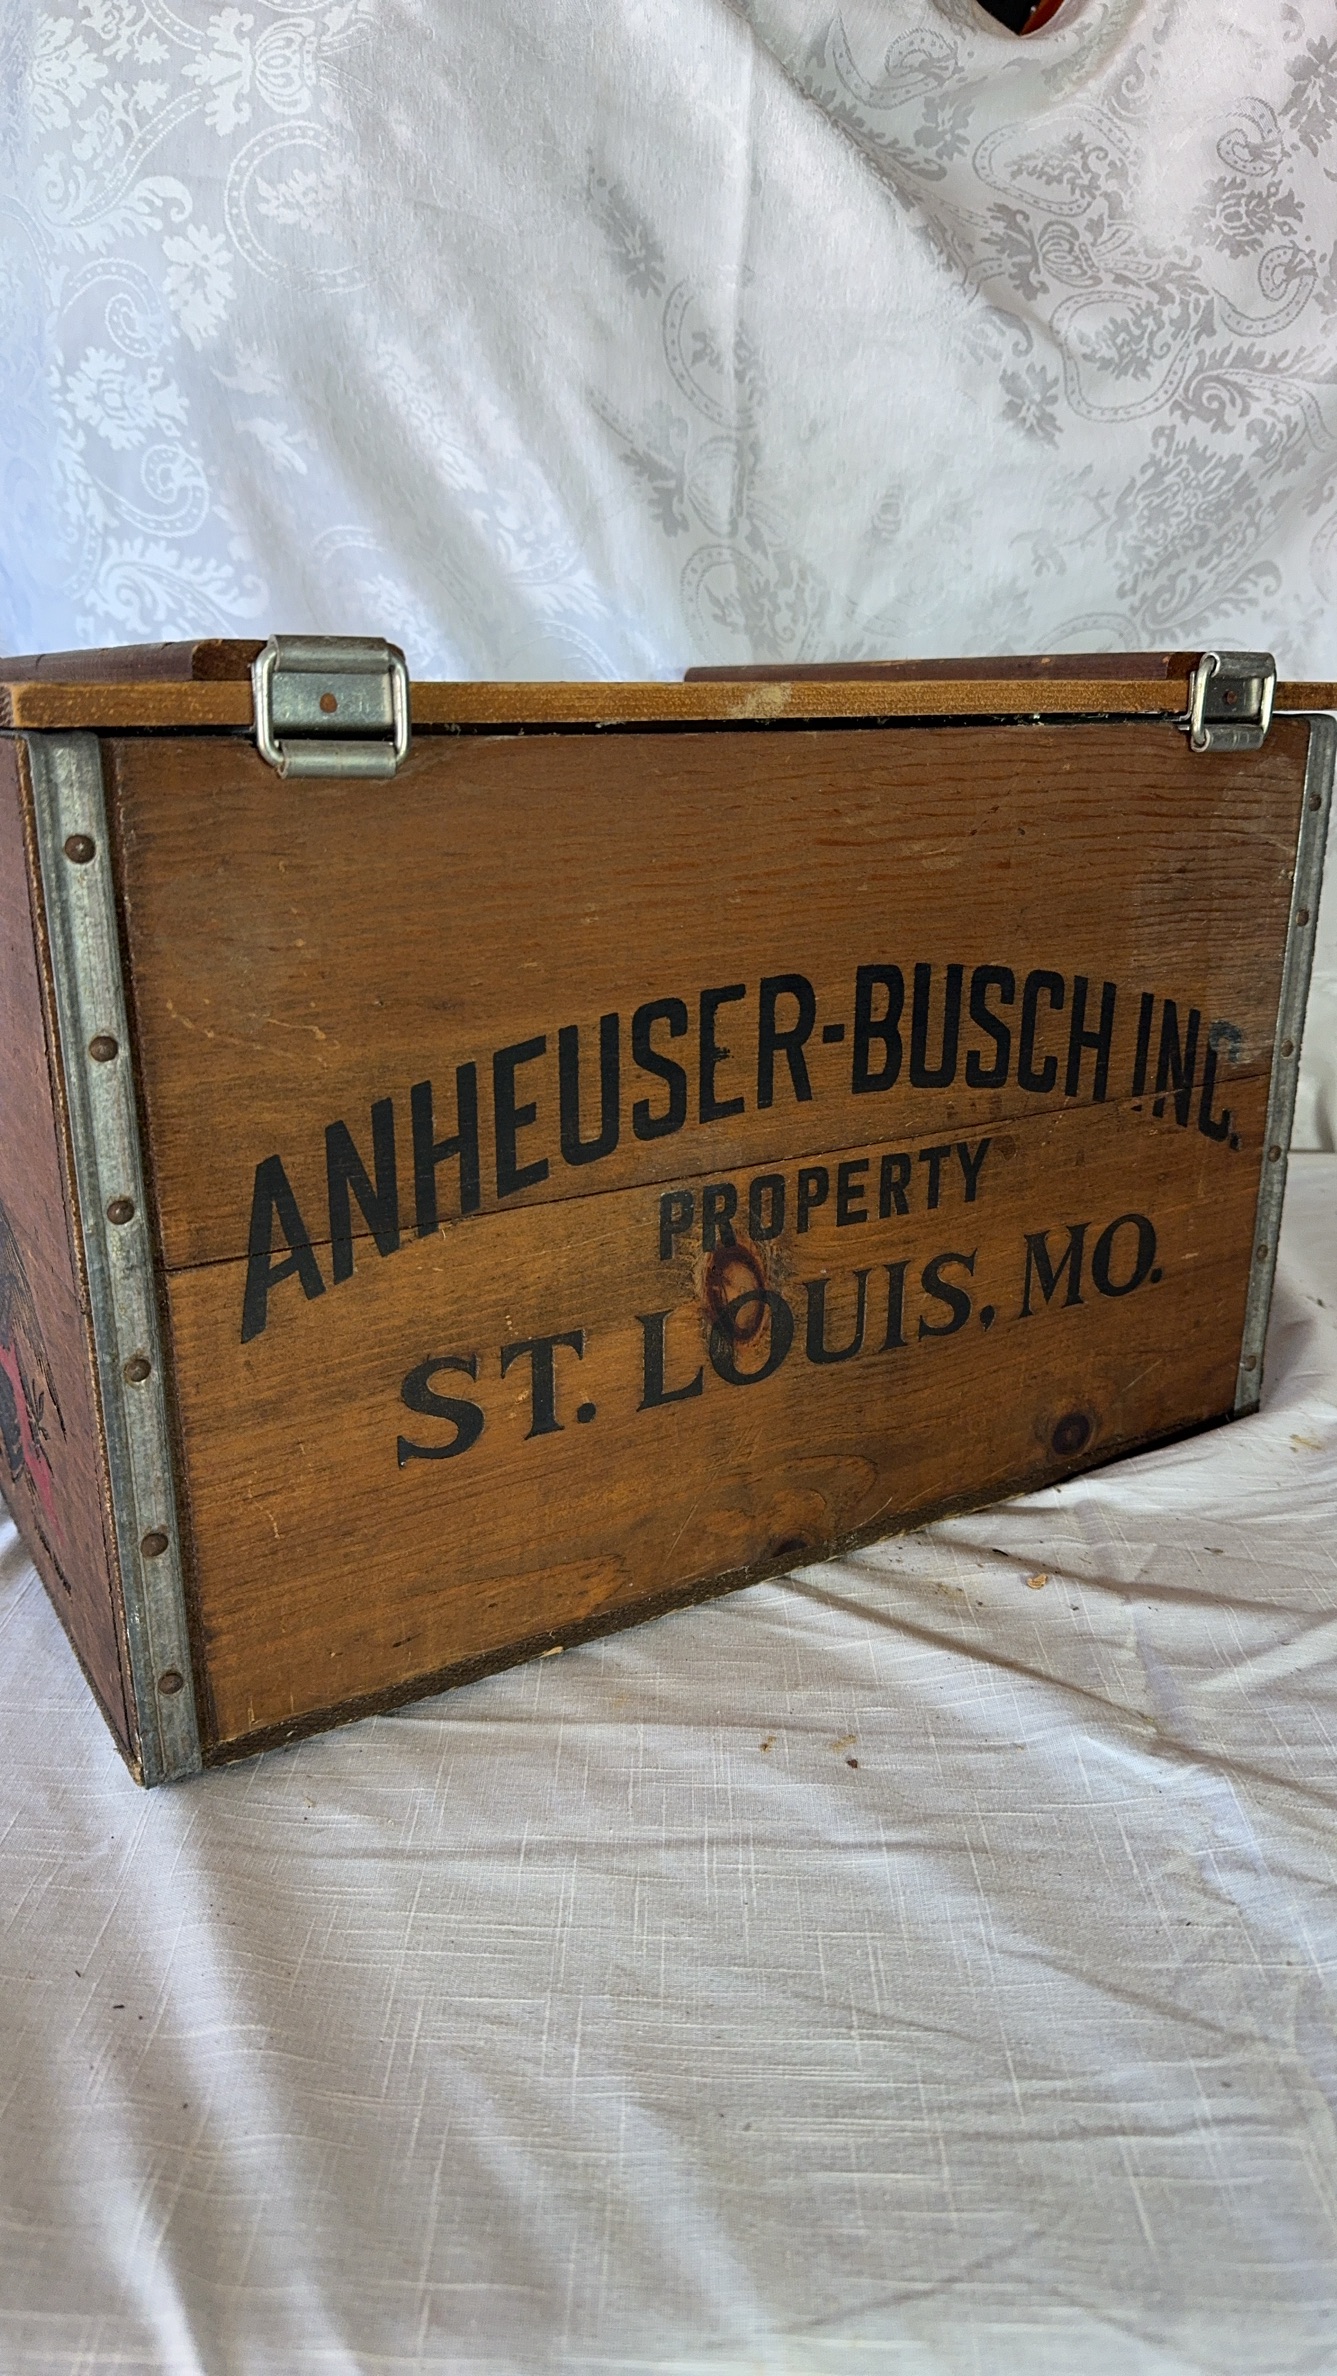 ANHEUSER-BUSCH INC.
PROPERTY
ST. LOUIS, MO.